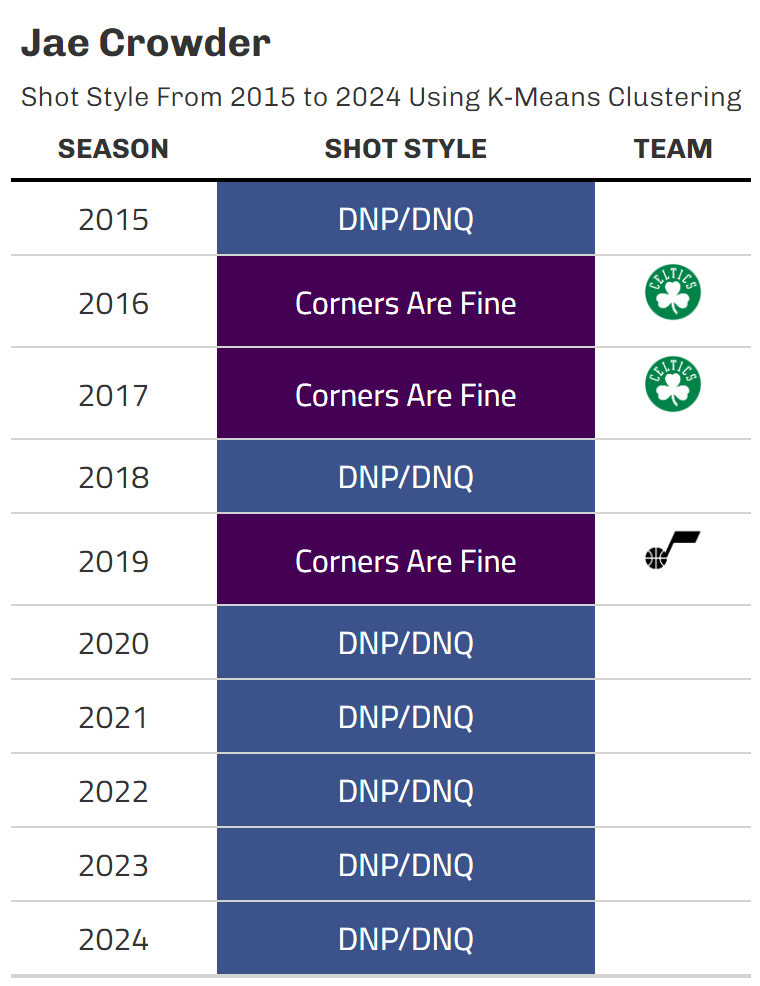 Jae Crowder
Shot Style From 2015 to 2024 Using K-Means Clustering
SEASON SHOT STYLE TEAM
2015 DNP/DNQ
CELTICS
2016 Corners Are Fine
CELTICS
2017 Corners Are Fine
2018 DNP/DNQ
2019 Corners Are Fine
2020 DNP/DNQ
2021 DNP/DNQ
2022 DNP/DNQ
2023 DNP/DNQ
2024 DNP/DNQ